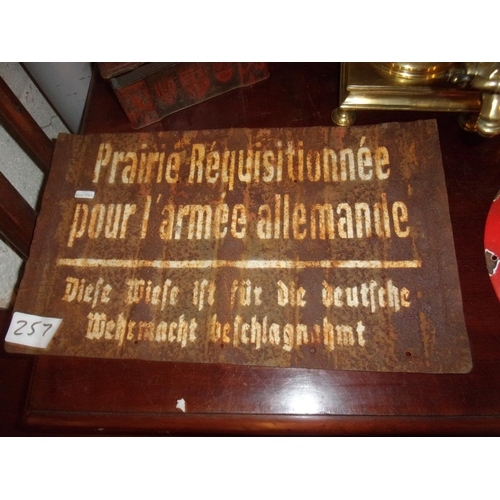 Prairie Réquisitionnée
pour l'armée allemande
Diese Wiese ist für die deutsche
Wehrmacht beschlagnahmt
257